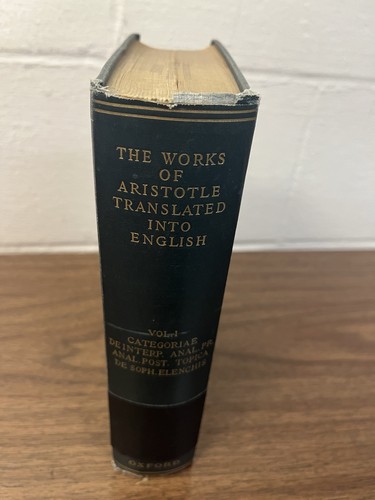 THE WORKS
OF
ARISTOTLE
TRANSLATED
INTO
ENGLISH
VOL. I
CATEGORIAE
DE INTERP. ANAL. PR.
ANAL. POST. TOPICA
DE SOPH. ELENCHIS
OXFORD